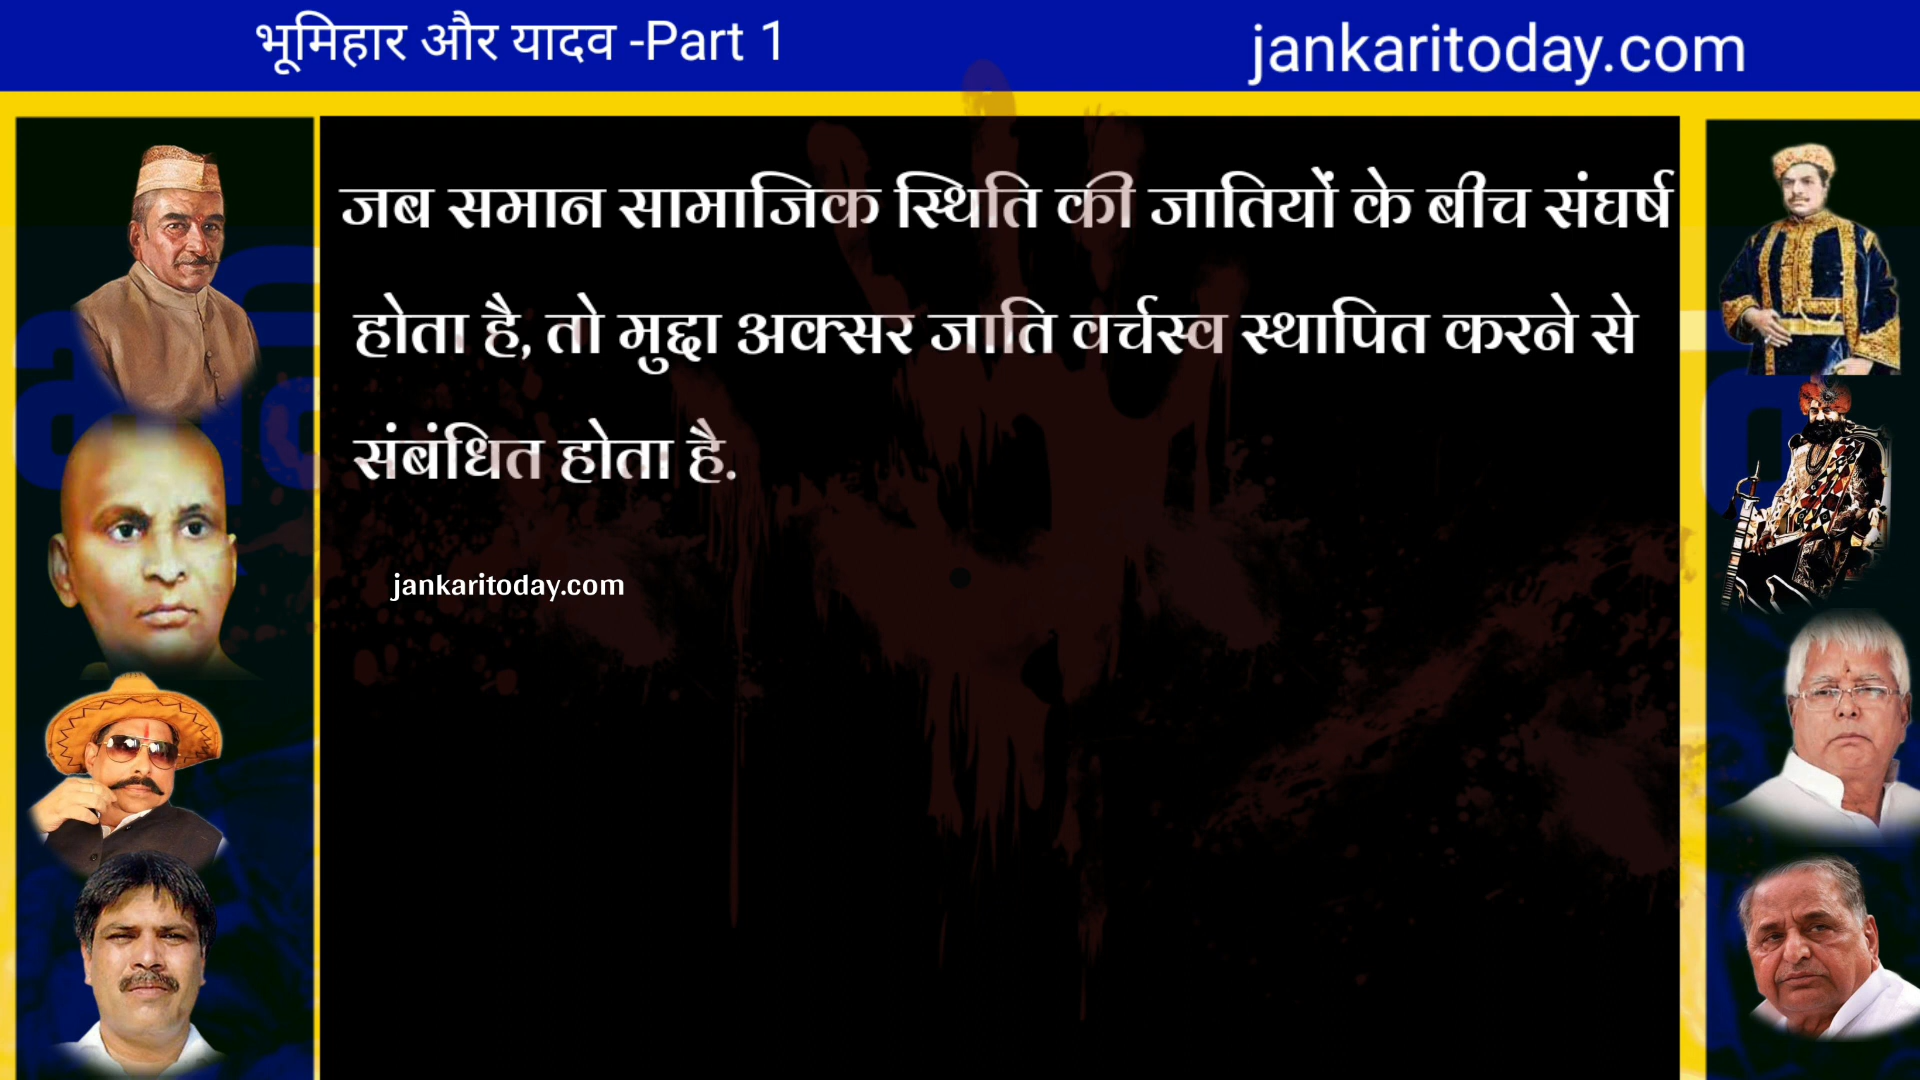 भूमिहार और यादव -Part 1
jankaritoday.com
जब समान सामाजिक स्थिति की जातियों के बीच संघर्ष
होता है, तो मुद्दा अक्सर जाति वर्चस्व स्थापित करने से
संबंधित होता है.
jankaritoday.com